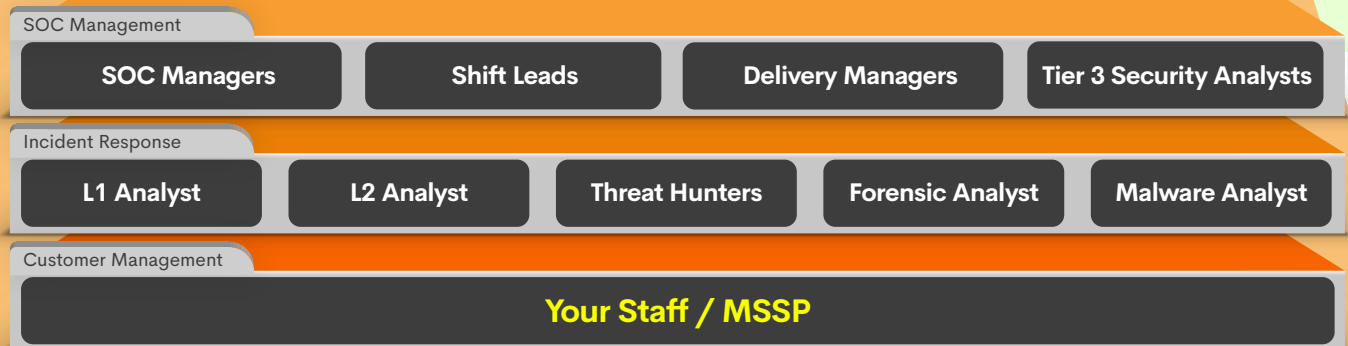 SOC Management
SOC Managers
Shift Leads
Delivery Managers
Tier 3 Security Analysts
Incident Response
L1 Analyst
L2 Analyst
Threat Hunters
Forensic Analyst
Malware Analyst
Customer Management
Your Staff / MSSP